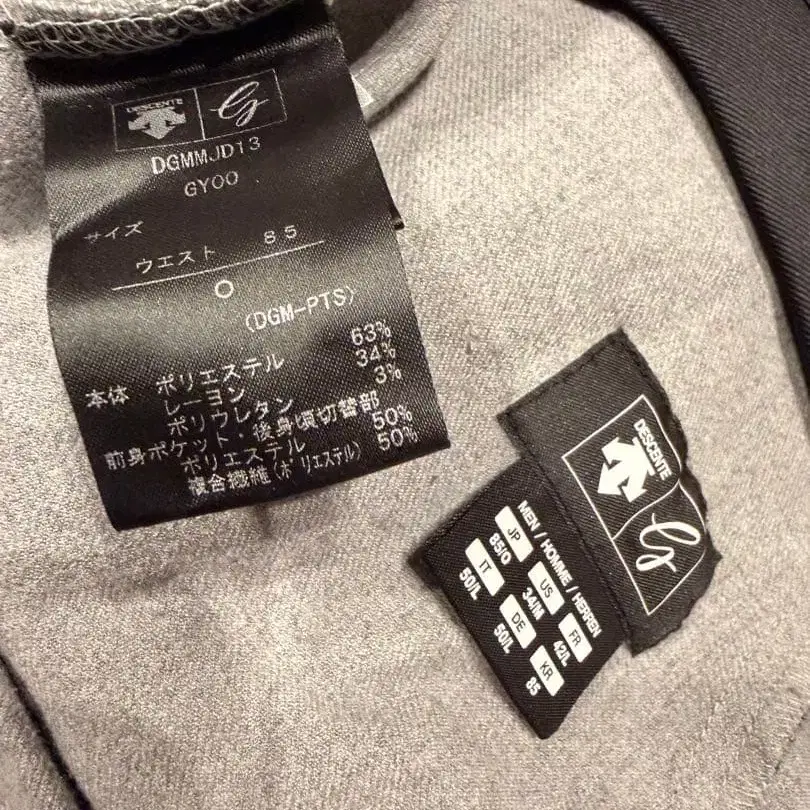 DESCENTE
DGMMJD13
GY00
サイズ
ウエスト 85
O
(DGM-PTS)
本体 ポリエステル 63%
レーヨン 34%
ポリウレタン 3%
前身ポケット・後身頃切替部
ポリエステル 50%
複合繊維(ポリエステル) 50%
DESCENTE
MEN / HOMME / HERREN
JP US FR
85/O 34/M 42/L
IT DE KR
50/L 50/L 85